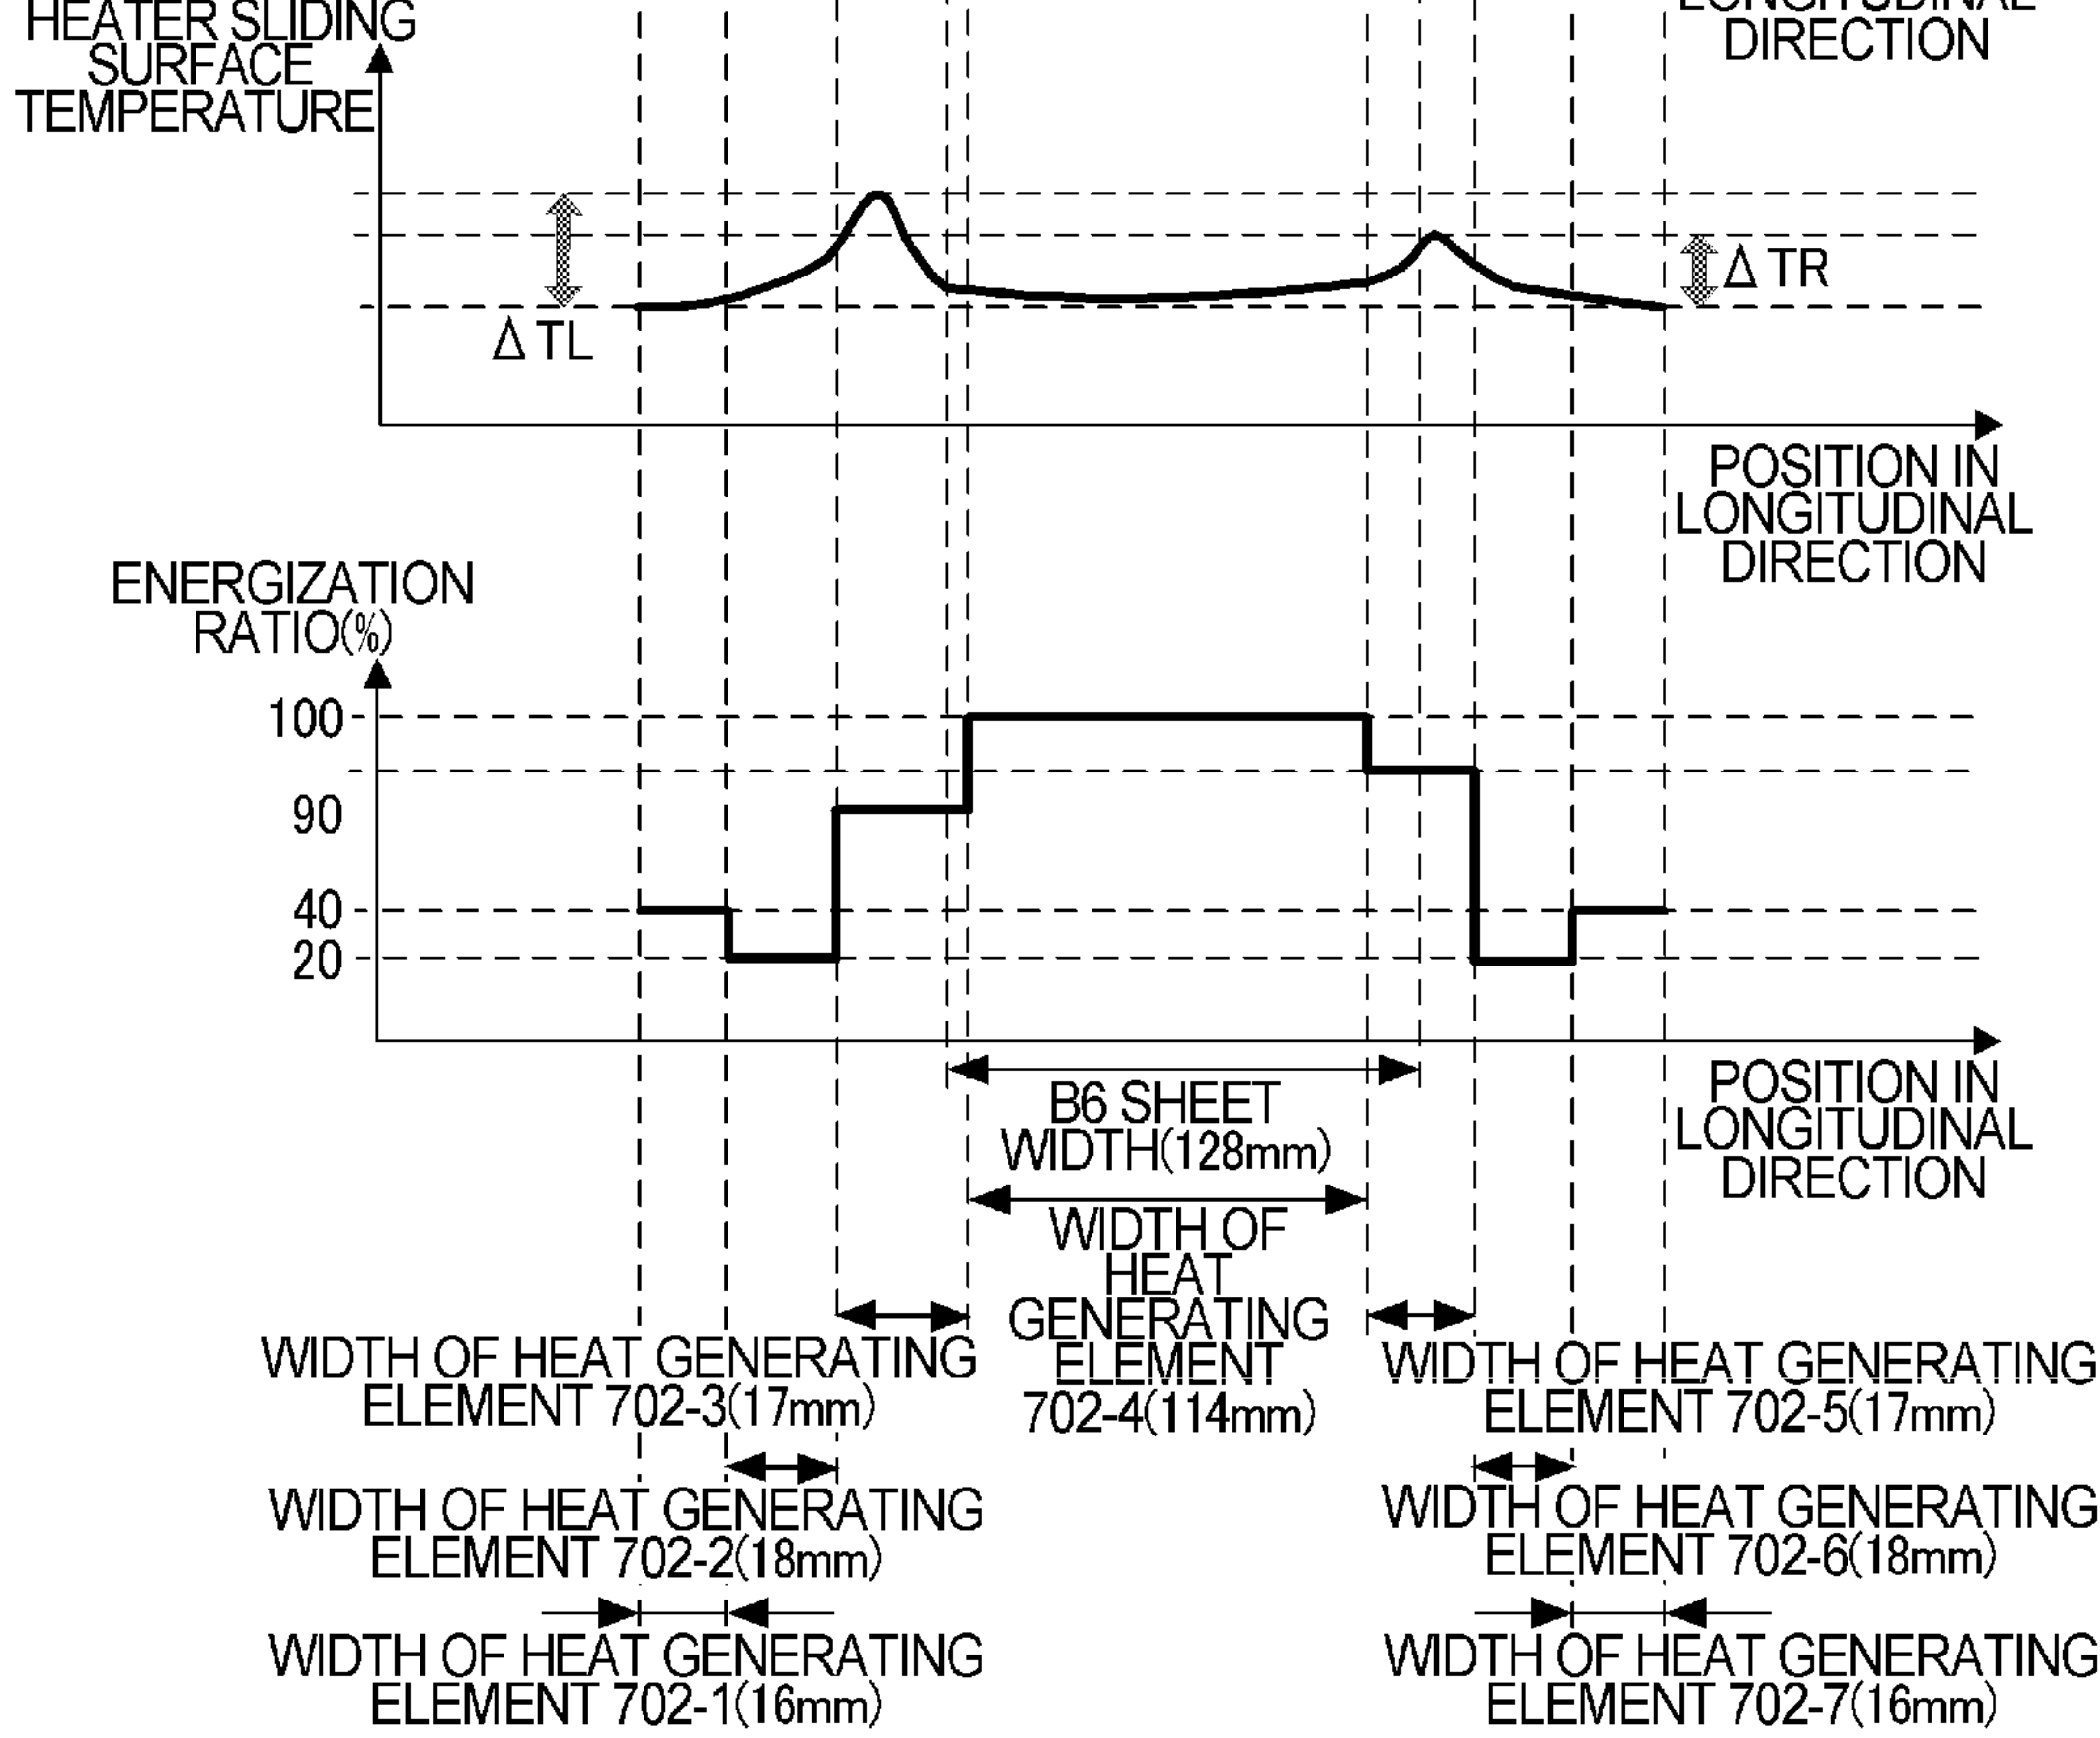 HEATER SLIDING
SURFACE
TEMPERATURE
LONGITUDINAL
DIRECTION
Δ TL
Δ TR
POSITION IN
LONGITUDINAL
DIRECTION
ENERGIZATION
RATIO(%)
100
90
40
20
POSITION IN
LONGITUDINAL
DIRECTION
B6 SHEET
WIDTH(128mm)
WIDTH OF
HEAT
GENERATING
ELEMENT
702-4(114mm)
WIDTH OF HEAT GENERATING
ELEMENT 702-3(17mm)
WIDTH OF HEAT GENERATING
ELEMENT 702-5(17mm)
WIDTH OF HEAT GENERATING
ELEMENT 702-2(18mm)
WIDTH OF HEAT GENERATING
ELEMENT 702-6(18mm)
WIDTH OF HEAT GENERATING
ELEMENT 702-1(16mm)
WIDTH OF HEAT GENERATING
ELEMENT 702-7(16mm)